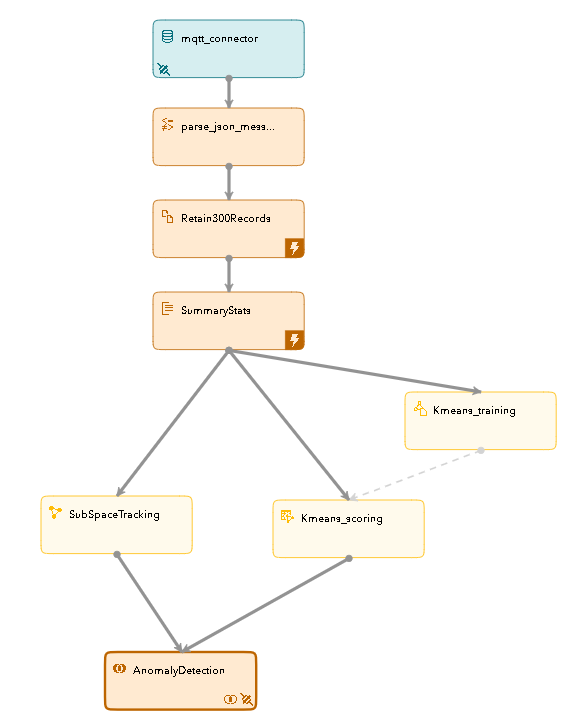 mqtt_connector
parse_json_mess...
Retain300Records
SummaryStats
Kmeans_training
SubSpaceTracking
Kmeans_scoring
AnomalyDetection